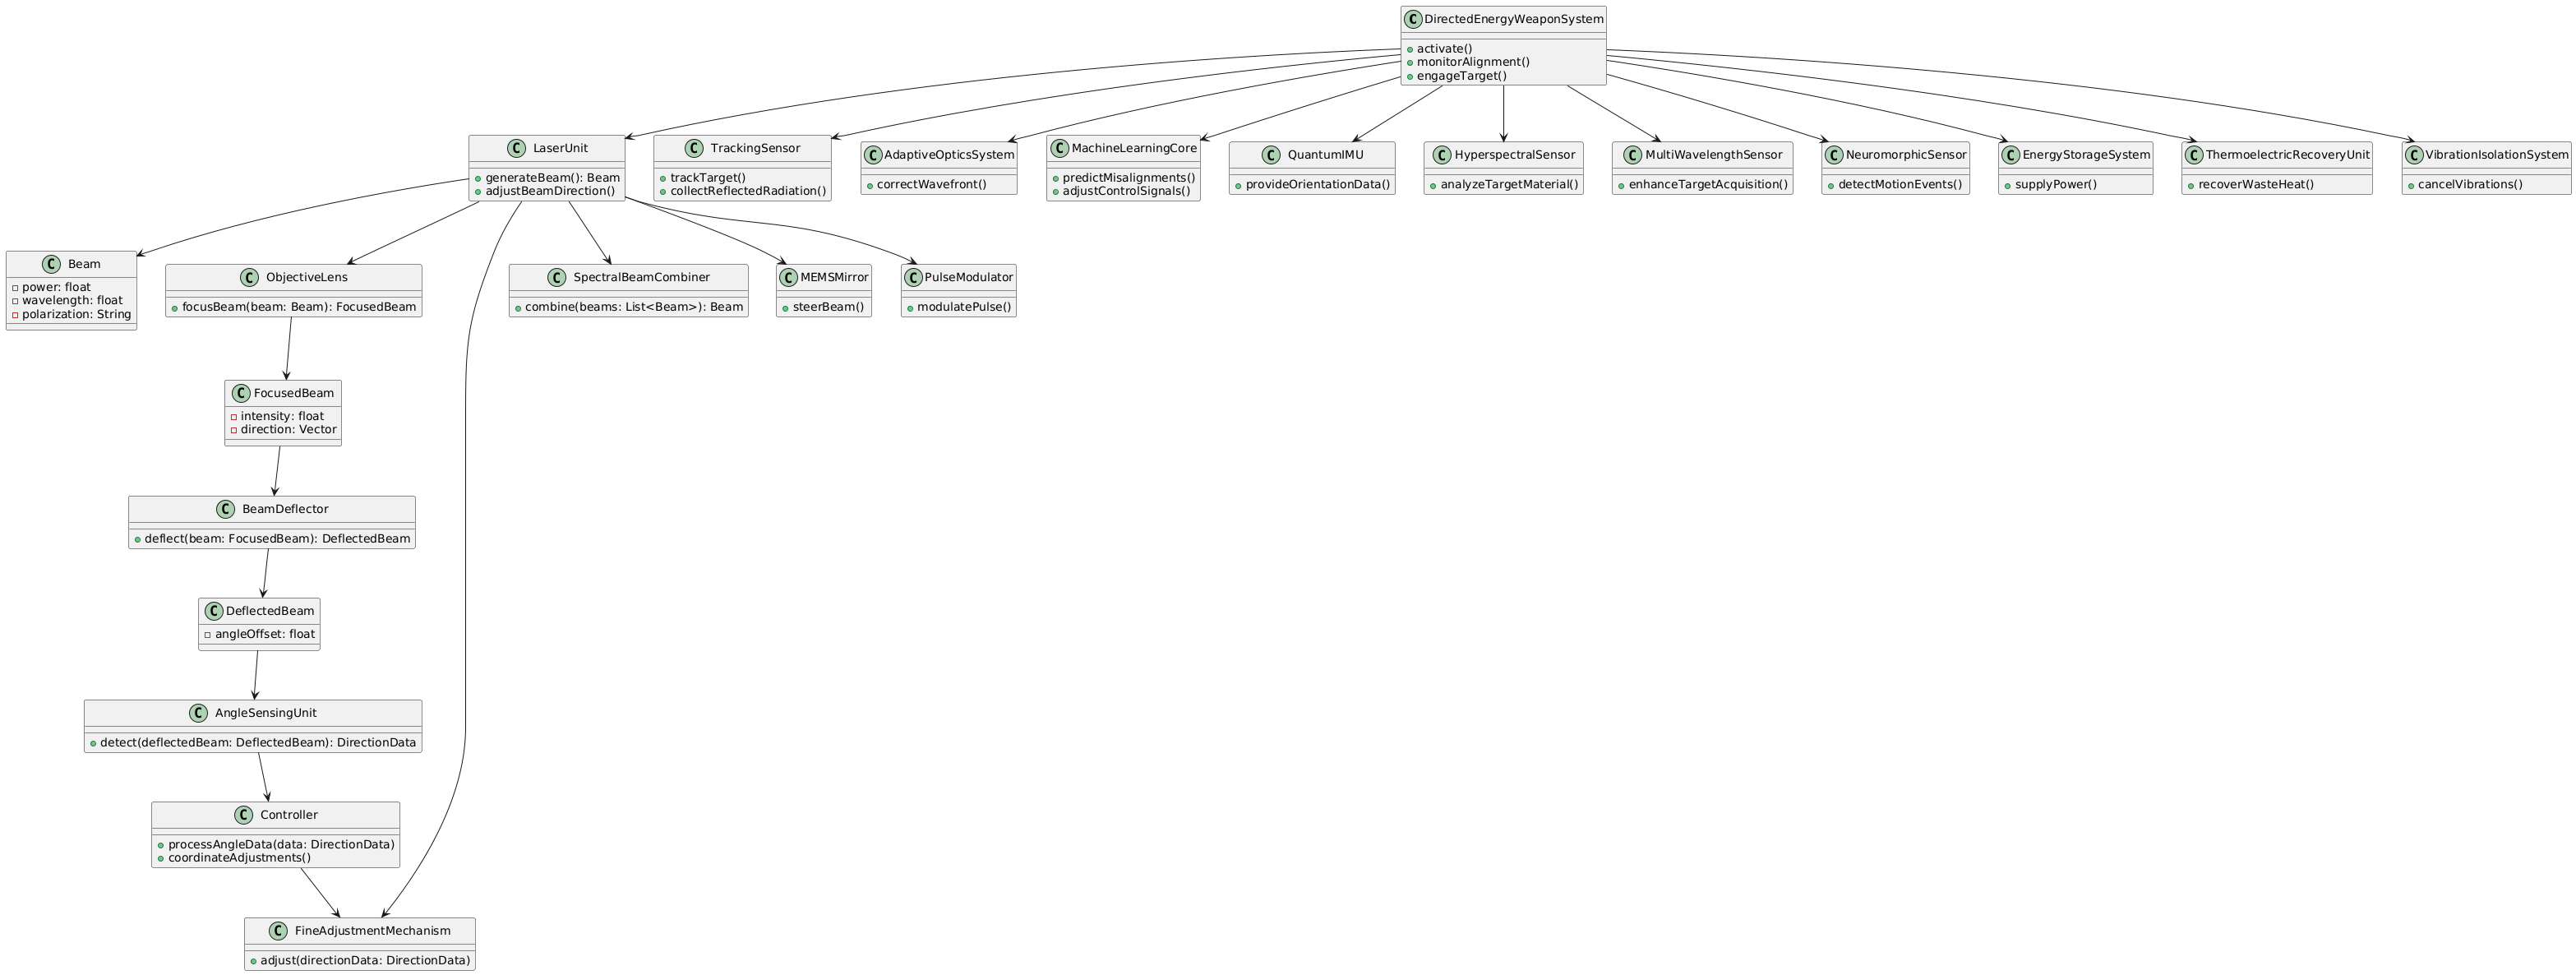 DirectedEnergyWeaponSystem
activate()
monitorAlignment()
engageTarget()
LaserUnit
generateBeam(): Beam
adjustBeamDirection()
TrackingSensor
trackTarget()
collectReflectedRadiation()
AdaptiveOpticsSystem
correctWavefront()
MachineLearningCore
predictMisalignments()
adjustControlSignals()
QuantumIMU
provideOrientationData()
HyperspectralSensor
analyzeTargetMaterial()
MultiWavelengthSensor
enhanceTargetAcquisition()
NeuromorphicSensor
detectMotionEvents()
EnergyStorageSystem
supplyPower()
ThermoelectricRecoveryUnit
recoverWasteHeat()
VibrationIsolationSystem
cancelVibrations()
Beam
power: float
wavelength: float
polarization: String
ObjectiveLens
focusBeam(beam: Beam): FocusedBeam
SpectralBeamCombiner
combine(beams: List<Beam>): Beam
MEMSMirror
steerBeam()
PulseModulator
modulatePulse()
FocusedBeam
intensity: float
direction: Vector
BeamDeflector
deflect(beam: FocusedBeam): DeflectedBeam
DeflectedBeam
angleOffset: float
AngleSensingUnit
detect(deflectedBeam: DeflectedBeam): DirectionData
Controller
processAngleData(data: DirectionData)
coordinateAdjustments()
FineAdjustmentMechanism
adjust(directionData: DirectionData)